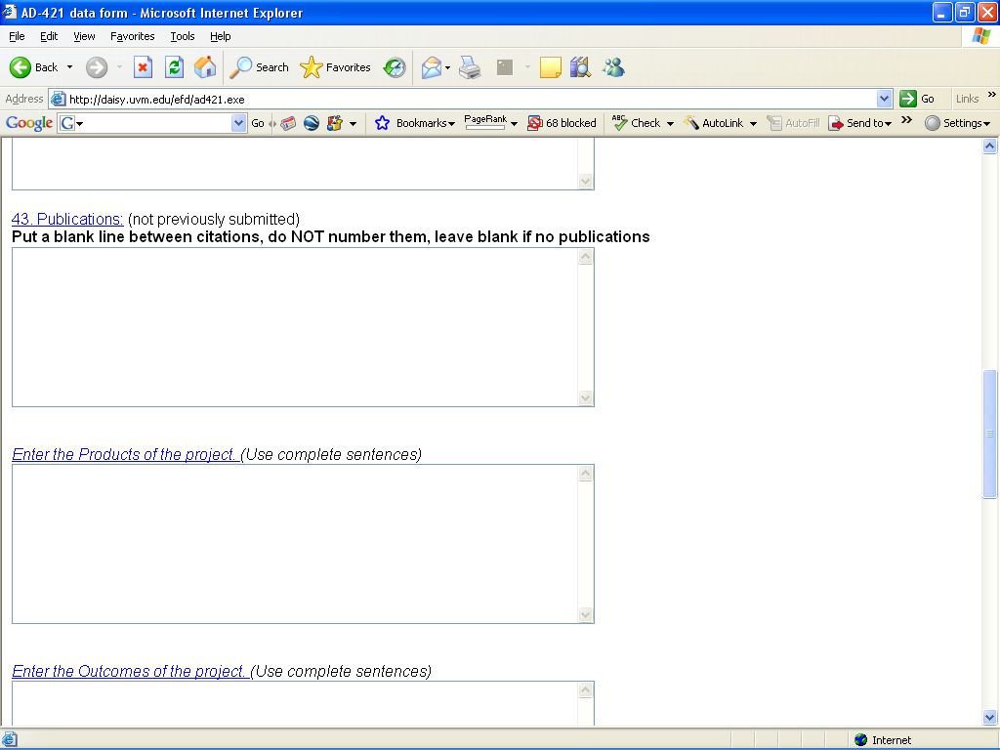 AD-421 data form - Microsoft Internet Explorer
File Edit View Favorites Tools Help
Back Search Favorites
Address http://daisy.uvm.edu/efd/ad421.exe Go Links »
Google G Go Bookmarks PageRank 68 blocked ABC Check AutoLink AutoFill Send to » Settings
43. Publications: (not previously submitted)
Put a blank line between citations, do NOT number them, leave blank if no publications
Enter the Products of the project. (Use complete sentences)
Enter the Outcomes of the project. (Use complete sentences)
Internet